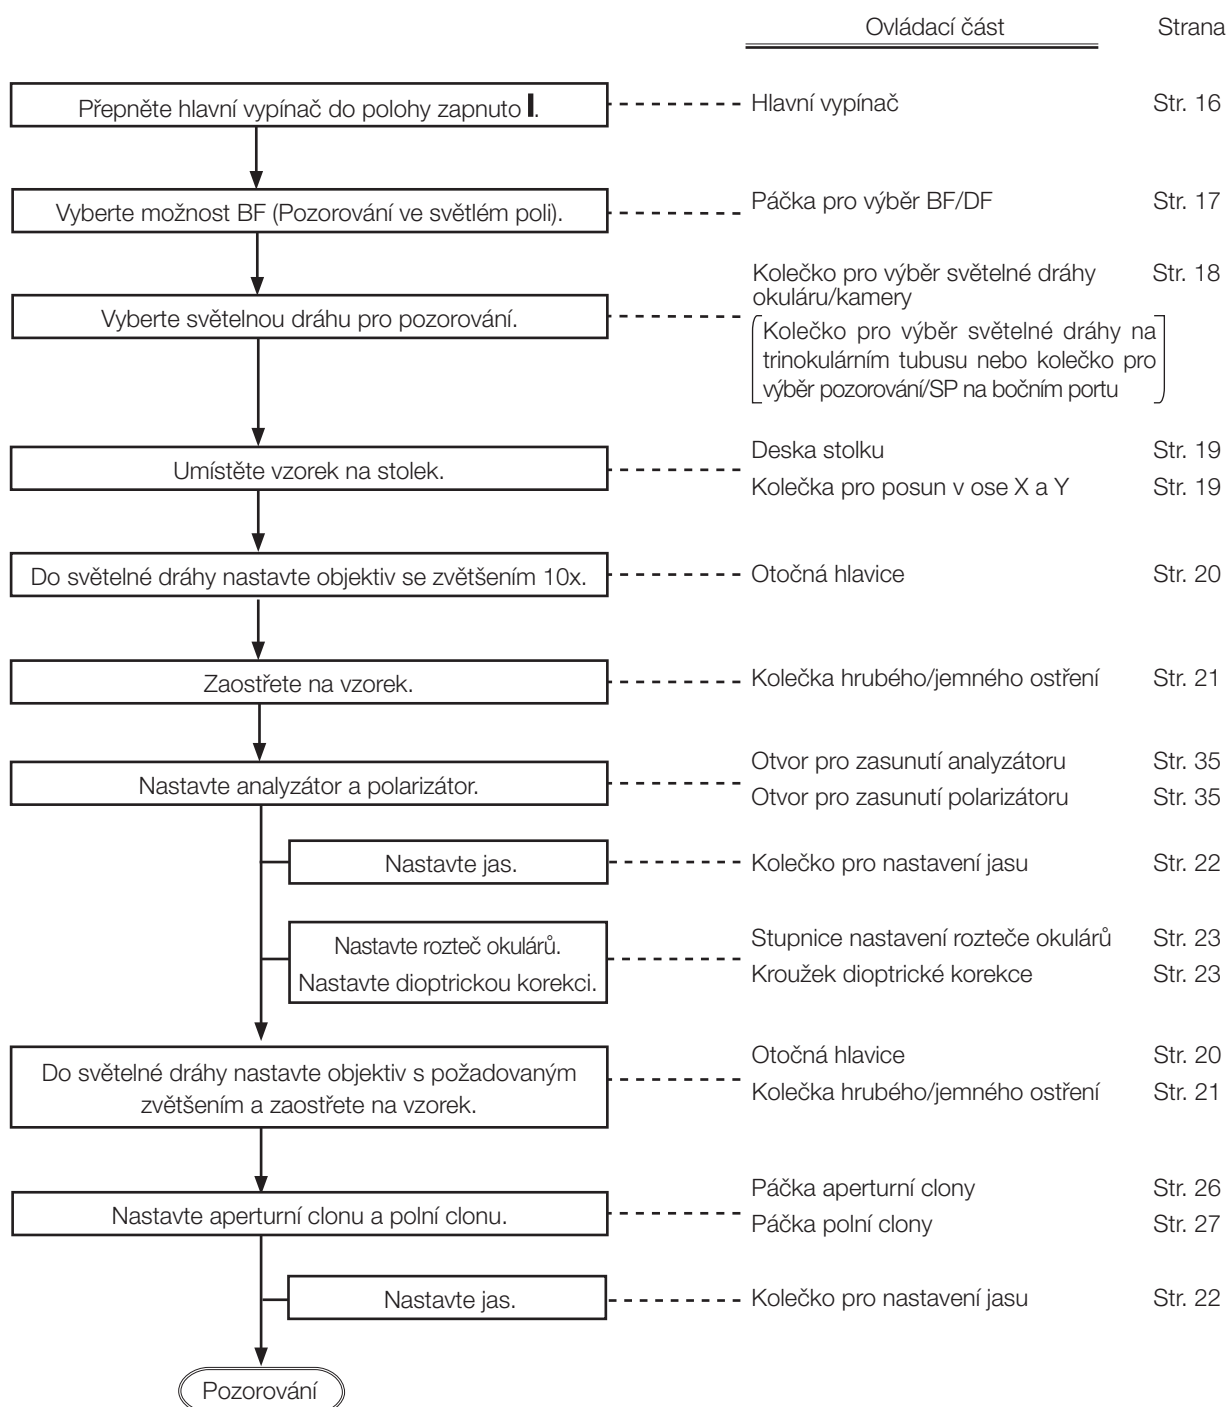 Ovládací část Strana
Přepněte hlavní vypínač do polohy zapnuto I. Hlavní vypínač Str. 16
Vyberte možnost BF (Pozorování ve světlém poli). Páčka pro výběr BF/DF Str. 17
Vyberte světelnou dráhu pro pozorování. Kolečko pro výběr světelné dráhy Str. 18
okuláru/kamery
Kolečko pro výběr světelné dráhy na
trinokulárním tubusu nebo kolečko pro
výběr pozorování/SP na bočním portu
Umístěte vzorek na stolek. Deska stolku Str. 19
Kolečka pro posun v ose X a Y Str. 19
Do světelné dráhy nastavte objektiv se zvětšením 10x. Otočná hlavice Str. 20
Zaostřete na vzorek. Kolečka hrubého/jemného ostření Str. 21
Nastavte analyzátor a polarizátor. Otvor pro zasunutí analyzátoru Str. 35
Otvor pro zasunutí polarizátoru Str. 35
Nastavte jas. Kolečko pro nastavení jasu Str. 22
Nastavte rozteč okulárů. Stupnice nastavení rozteče okulárů Str. 23
Nastavte dioptrickou korekci. Kroužek dioptrické korekce Str. 23
Do světelné dráhy nastavte objektiv s požadovaným Otočná hlavice Str. 20
zvětšením a zaostřete na vzorek. Kolečka hrubého/jemného ostření Str. 21
Nastavte aperturní clonu a polní clonu. Páčka aperturní clony Str. 26
Páčka polní clony Str. 27
Nastavte jas. Kolečko pro nastavení jasu Str. 22
Pozorování